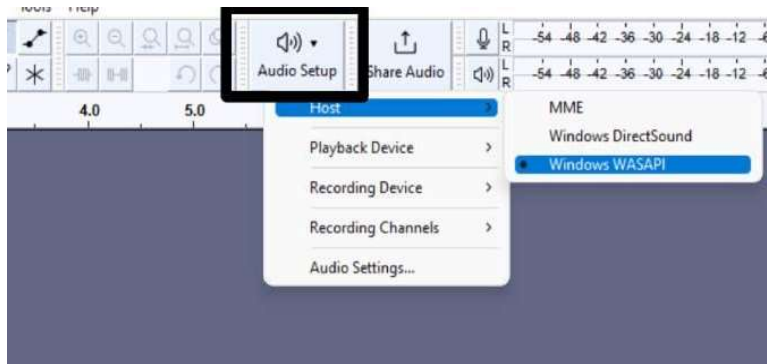 Tools Help
L
R
-54 -48 -42 -36 -30 -24 -18 -12
Audio Setup
Share Audio
L
R
-54 -48 -42 -36 -30 -24 -18 -12
4.0 5.0
Host
MME
Windows DirectSound
Playback Device
Windows WASAPI
Recording Device
Recording Channels
Audio Settings...